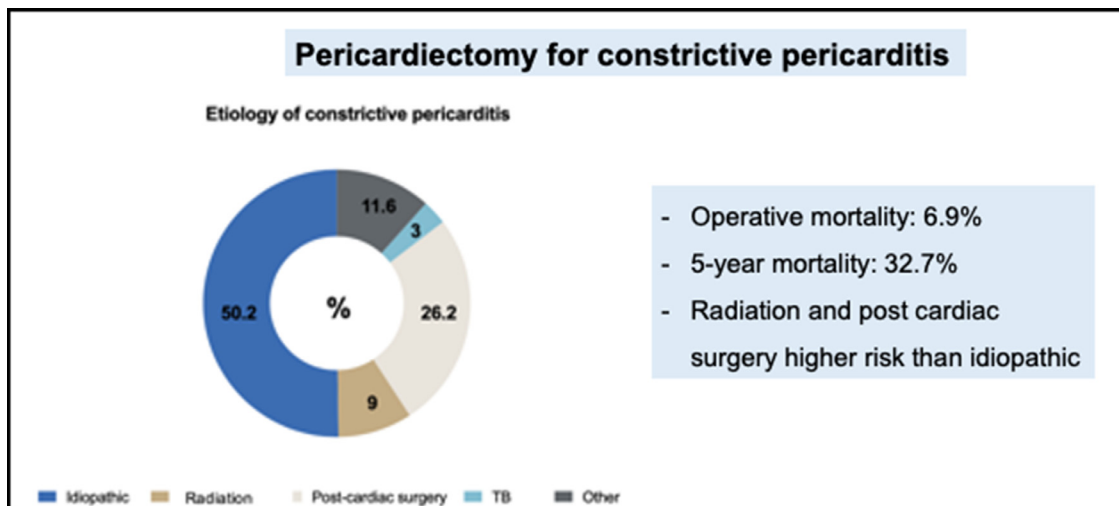 Pericardiectomy for constrictive pericarditis
Etiology of constrictive pericarditis
11.6
3
50.2
%
26.2
9
- Operative mortality: 6.9%
- 5-year mortality: 32.7%
- Radiation and post cardiac
surgery higher risk than idiopathic
Idiopathic Radiation Post-cardiac surgery TB Other